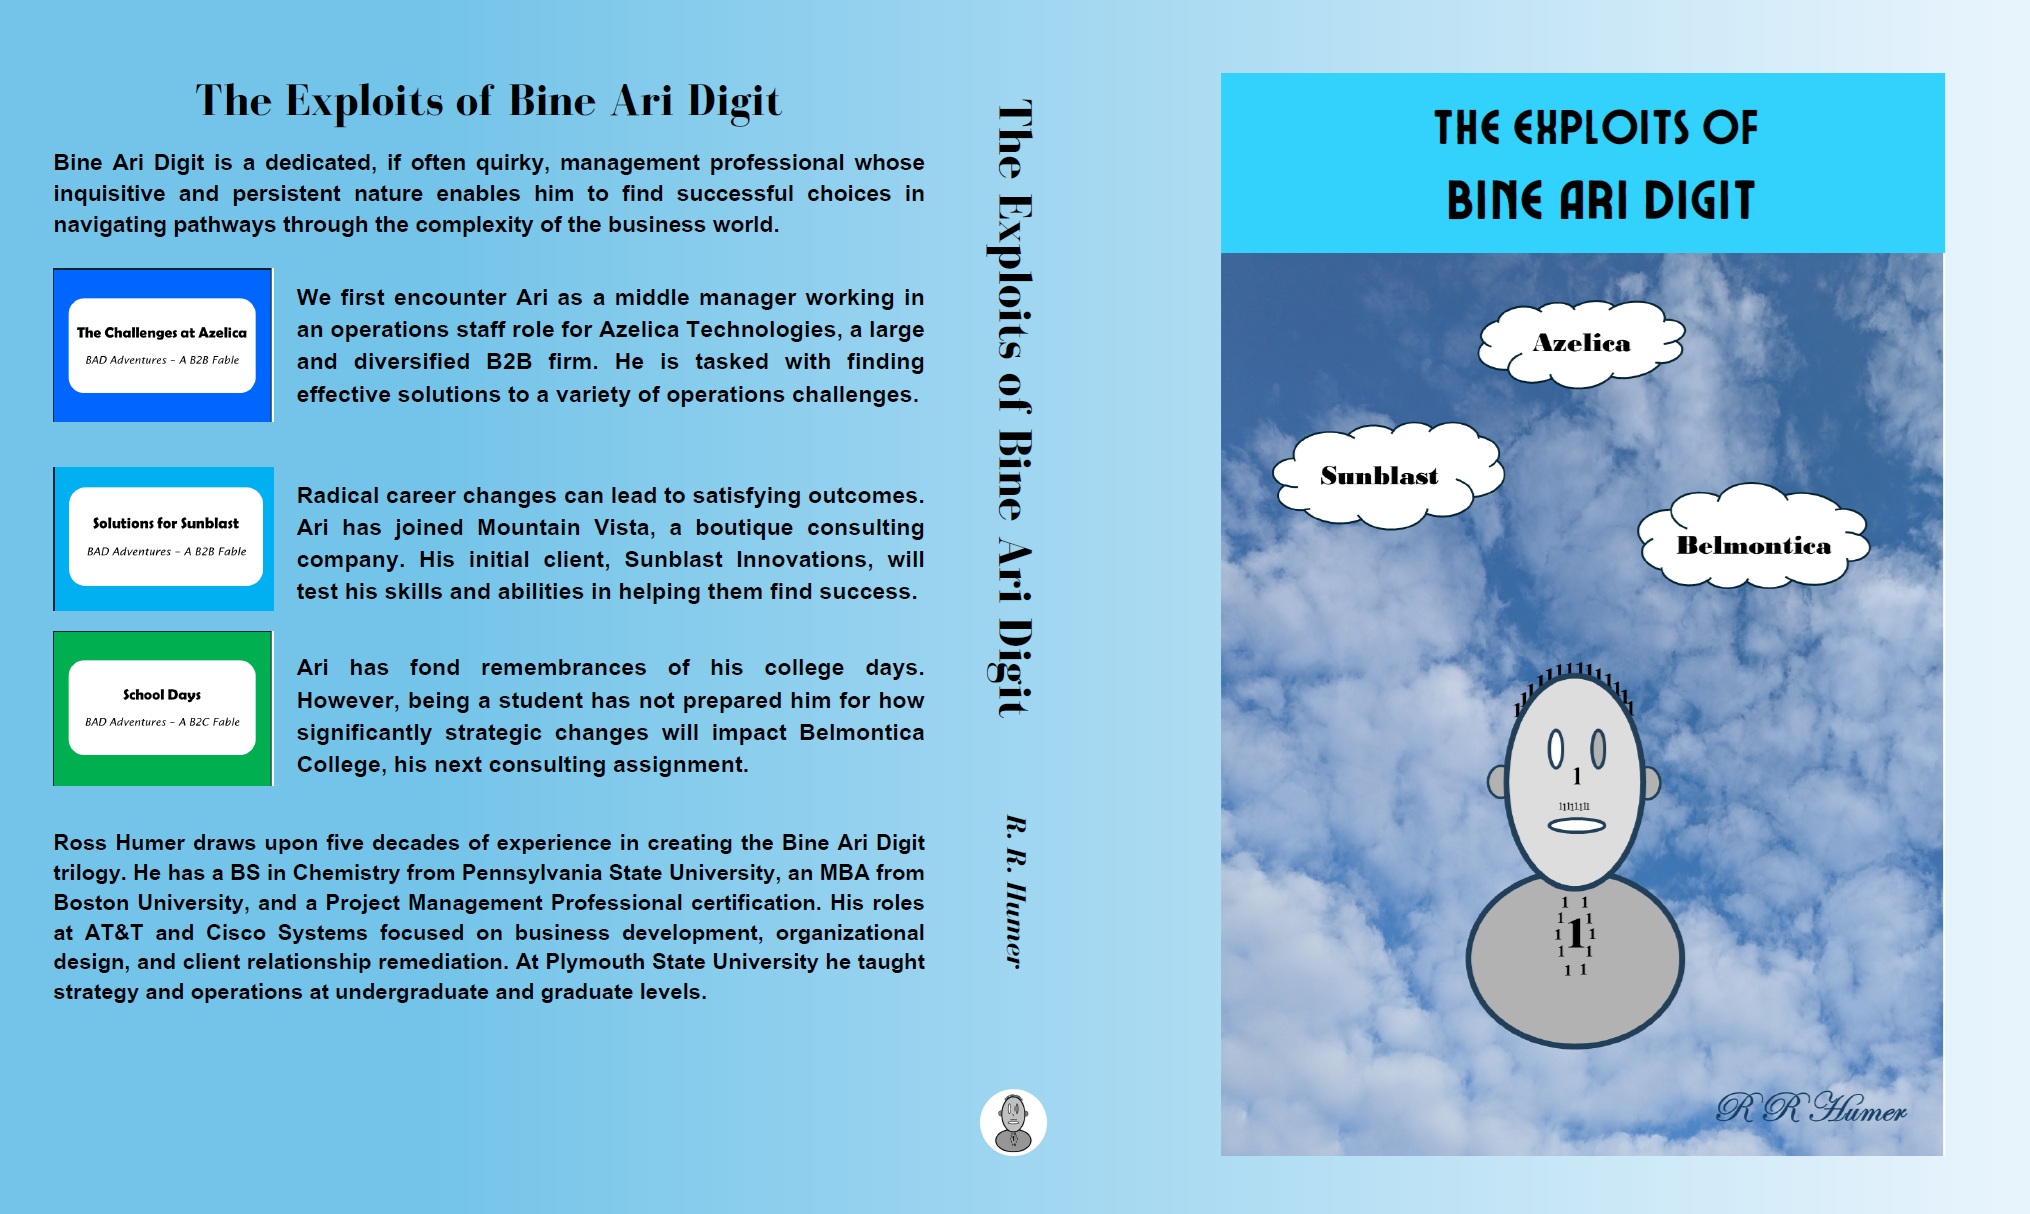 The Exploits of Bine Ari Digit
Bine Ari Digit is a dedicated, if often quirky, management professional whose
inquisitive and persistent nature enables him to find successful choices in
navigating pathways through the complexity of the business world.
The Challenges at Azelica
BAD Adventures – A B2B Fable
We first encounter Ari as a middle manager working in
an operations staff role for Azelica Technologies, a large
and diversified B2B firm. He is tasked with finding
effective solutions to a variety of operations challenges.
Solutions for Sunblast
BAD Adventures – A B2B Fable
Radical career changes can lead to satisfying outcomes.
Ari has joined Mountain Vista, a boutique consulting
company. His initial client, Sunblast Innovations, will
test his skills and abilities in helping them find success.
School Days
BAD Adventures – A B2C Fable
Ari has fond remembrances of his college days.
However, being a student has not prepared him for how
significantly strategic changes will impact Belmontica
College, his next consulting assignment.
Ross Humer draws upon five decades of experience in creating the Bine Ari Digit
trilogy. He has a BS in Chemistry from Pennsylvania State University, an MBA from
Boston University, and a Project Management Professional certification. His roles
at AT&T and Cisco Systems focused on business development, organizational
design, and client relationship remediation. At Plymouth State University he taught
strategy and operations at undergraduate and graduate levels.
The Exploits of Bine Ari Digit
R. R. Humer
THE EXPLOITS OF
BINE ARI DIGIT
Azelica
Sunblast
Belmontica
1
1 1
1
R R Humer